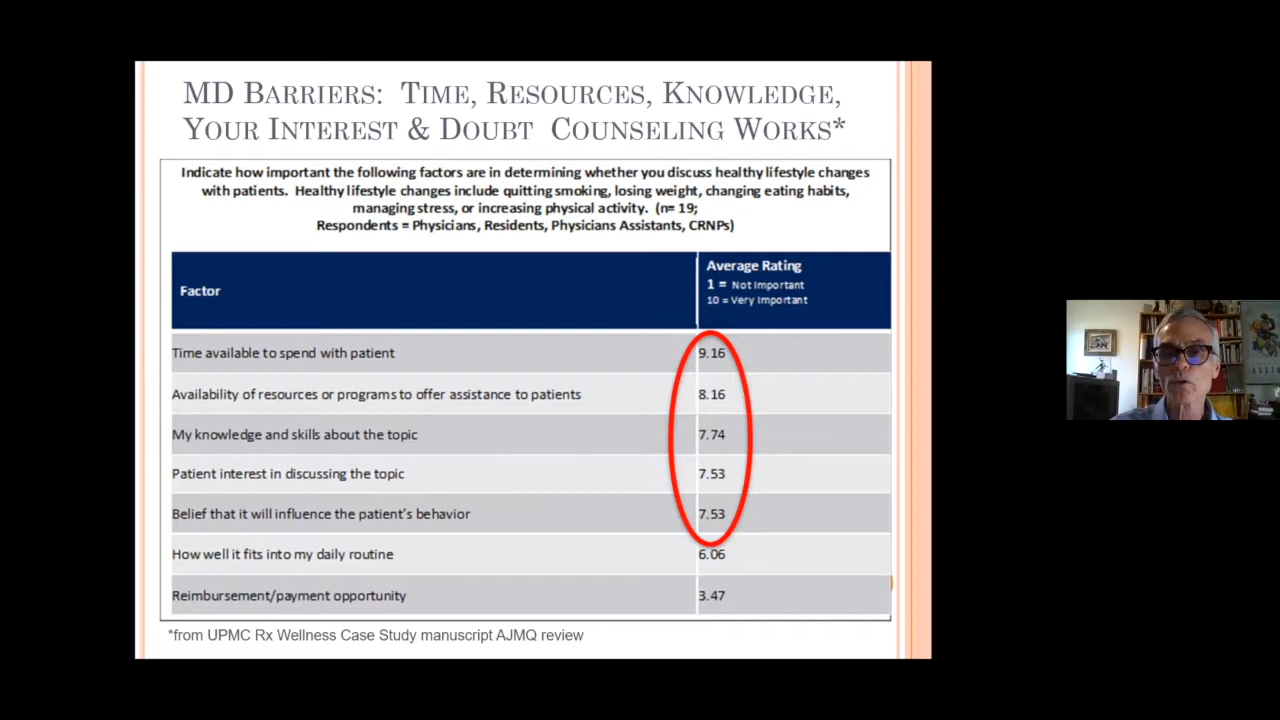 MD BARRIERS: TIME, RESOURCES, KNOWLEDGE,
YOUR INTEREST & DOUBT COUNSELING WORKS*
Indicate how important the following factors are in determining whether you discuss healthy lifestyle changes
with patients. Healthy lifestyle changes include quitting smoking, losing weight, changing eating habits,
managing stress, or increasing physical activity. (n= 19;
Respondents = Physicians, Residents, Physicians Assistants, CRNPs)
Factor
Average Rating
1 = Not Important
10 = Very Important
Time available to spend with patient 9.16
Availability of resources or programs to offer assistance to patients 8.16
My knowledge and skills about the topic 7.74
Patient interest in discussing the topic 7.53
Belief that it will influence the patient's behavior 7.53
How well it fits into my daily routine 6.06
Reimbursement/payment opportunity 3.47
*from UPMC Rx Wellness Case Study manuscript AJMQ review